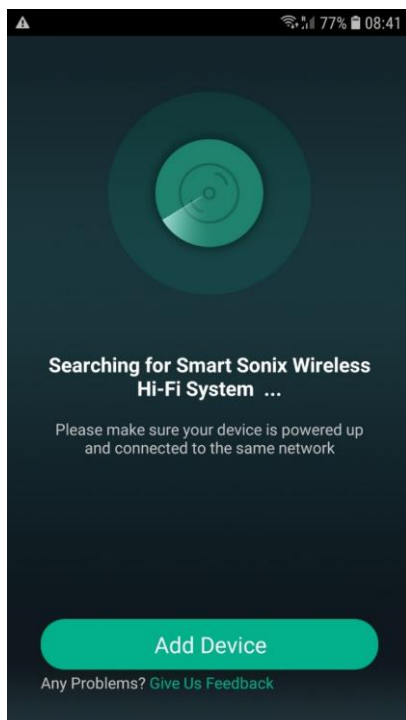 77% 08:41
Searching for Smart Sonix Wireless
Hi-Fi System ...
Please make sure your device is powered up
and connected to the same network
Add Device
Any Problems? Give Us Feedback